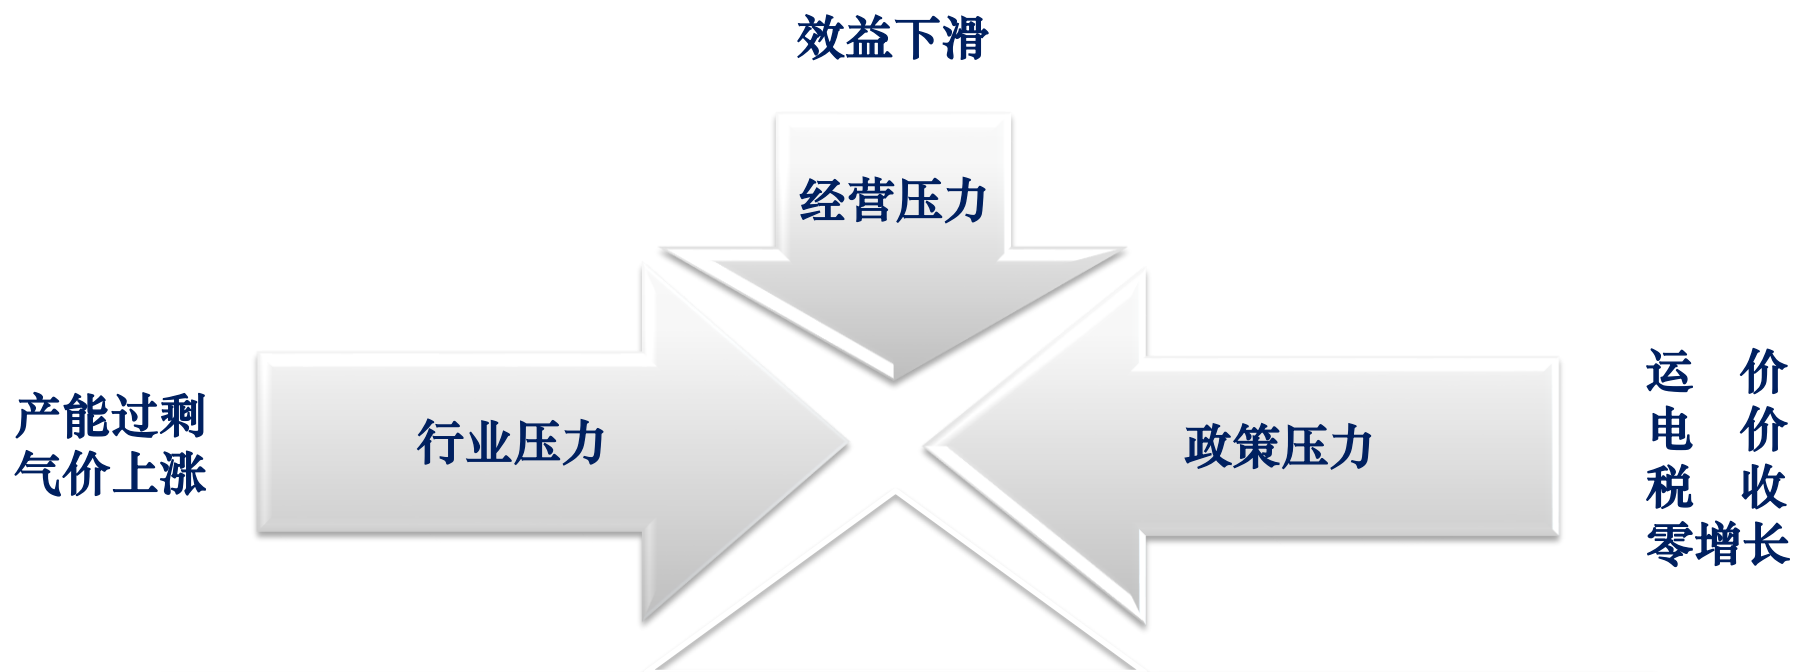 效益下滑
经营压力
产能过剩
气价上涨
行业压力
政策压力
运　价
电　价
税　收
零增长